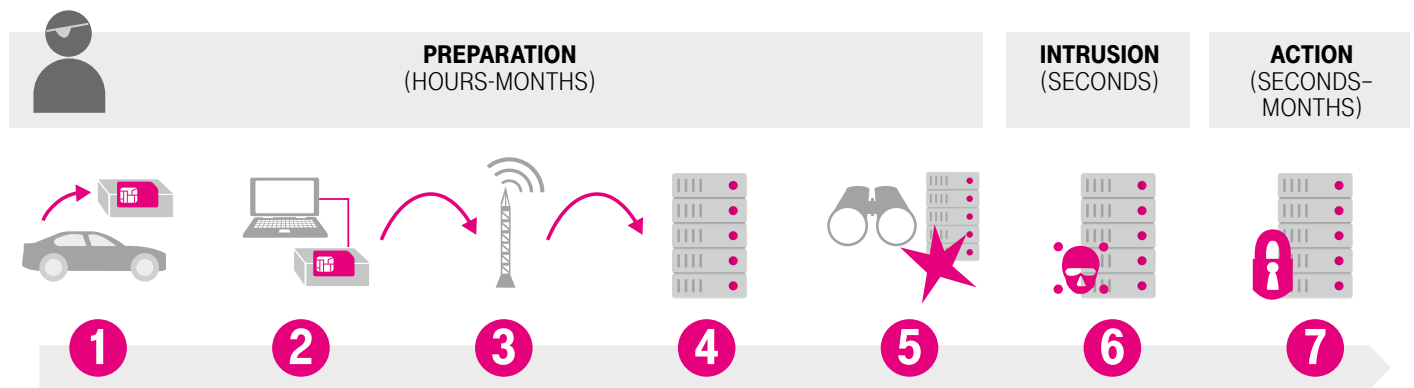 PREPARATION
(HOURS-MONTHS)
INTRUSION
(SECONDS)
ACTION
(SECONDS–
MONTHS)
1
2
3
4
5
6
7